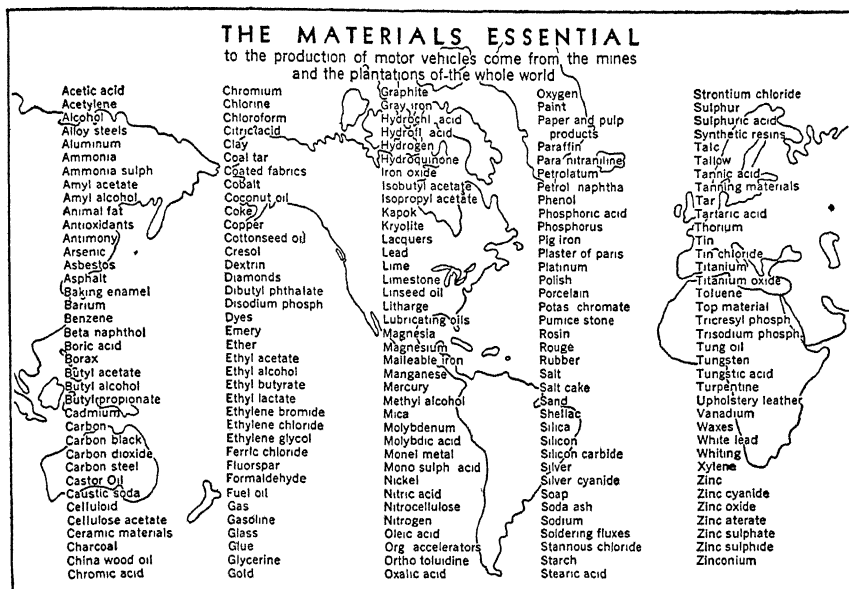 THE MATERIALS ESSENTIAL
to the production of motor vehicles come from the mines
and the plantations of the whole world
Acetic acid
Acetylene
Alcohol
Alloy steels
Aluminum
Ammonia
Ammonia sulph
Amyl acetate
Amyl alcohol
Animal fat
Antioxidants
Antimony
Arsenic
Asbestos
Asphalt
Baking enamel
Barium
Benzene
Beta naphthol
Boric acid
Borax
Butyl acetate
Butyl alcohol
Butylpropionate
Cadmium
Carbon
Carbon black
Carbon dioxide
Carbon steel
Castor Oil
Caustic soda
Celluloid
Cellulose acetate
Ceramic materials
Charcoal
China wood oil
Chromic acid
Chromium
Chlorine
Chloroform
Citric acid
Clay
Coal tar
Coated fabrics
Cobalt
Coconut oil
Coke
Copper
Cottonseed oil
Cresol
Dextrin
Diamonds
Dibutyl phthalate
Disodium phosph
Dyes
Emery
Ether
Ethyl acetate
Ethyl alcohol
Ethyl butyrate
Ethyl lactate
Ethylene bromide
Ethylene chloride
Ethylene glycol
Ferric chloride
Fluorspar
Formaldehyde
Fuel oil
Gas
Gasoline
Glass
Glue
Glycerine
Gold
Graphite
Gray iron
Hydrochl acid
Hydrofl acid
Hydrogen
Hydroquinone
Iron oxide
Isobutyl acetate
Isopropyl acetate
Kapok
Kryolite
Lacquers
Lead
Lime
Limestone
Linseed oil
Litharge
Lubricating oils
Magnesia
Magnesium
Malleable iron
Manganese
Mercury
Methyl alcohol
Mica
Molybdenum
Molybdic acid
Monel metal
Mono sulph acid
Nickel
Nitric acid
Nitrocellulose
Nitrogen
Oleic acid
Org accelerators
Ortho toluidine
Oxalic acid
Oxygen
Paint
Paper and pulp
products
Paraffin
Para nitraniline
Petrolatum
Petrol naphtha
Phenol
Phosphoric acid
Phosphorus
Pig iron
Plaster of paris
Platinum
Polish
Porcelain
Potas chromate
Pumice stone
Rosin
Rouge
Rubber
Salt
Salt cake
Sand
Shellac
Silica
Silicon
Silicon carbide
Silver
Silver cyanide
Soap
Soda ash
Sodium
Soldering fluxes
Stannous chloride
Starch
Stearic acid
Strontium chloride
Sulphur
Sulphuric acid
Synthetic resins
Talc
Tallow
Tannic acid
Tanning materials
Tar
Tartaric acid
Thorium
Tin
Tin chloride
Titanium
Titanium oxide
Toluene
Top material
Tricresyl phosph
Trisodium phosph
Tung oil
Tungsten
Tungstic acid
Turpentine
Upholstery leather
Vanadium
Waxes
White lead
Whiting
Xylene
Zinc
Zinc cyanide
Zinc oxide
Zinc aterate
Zinc sulphate
Zinc sulphide
Zinconium